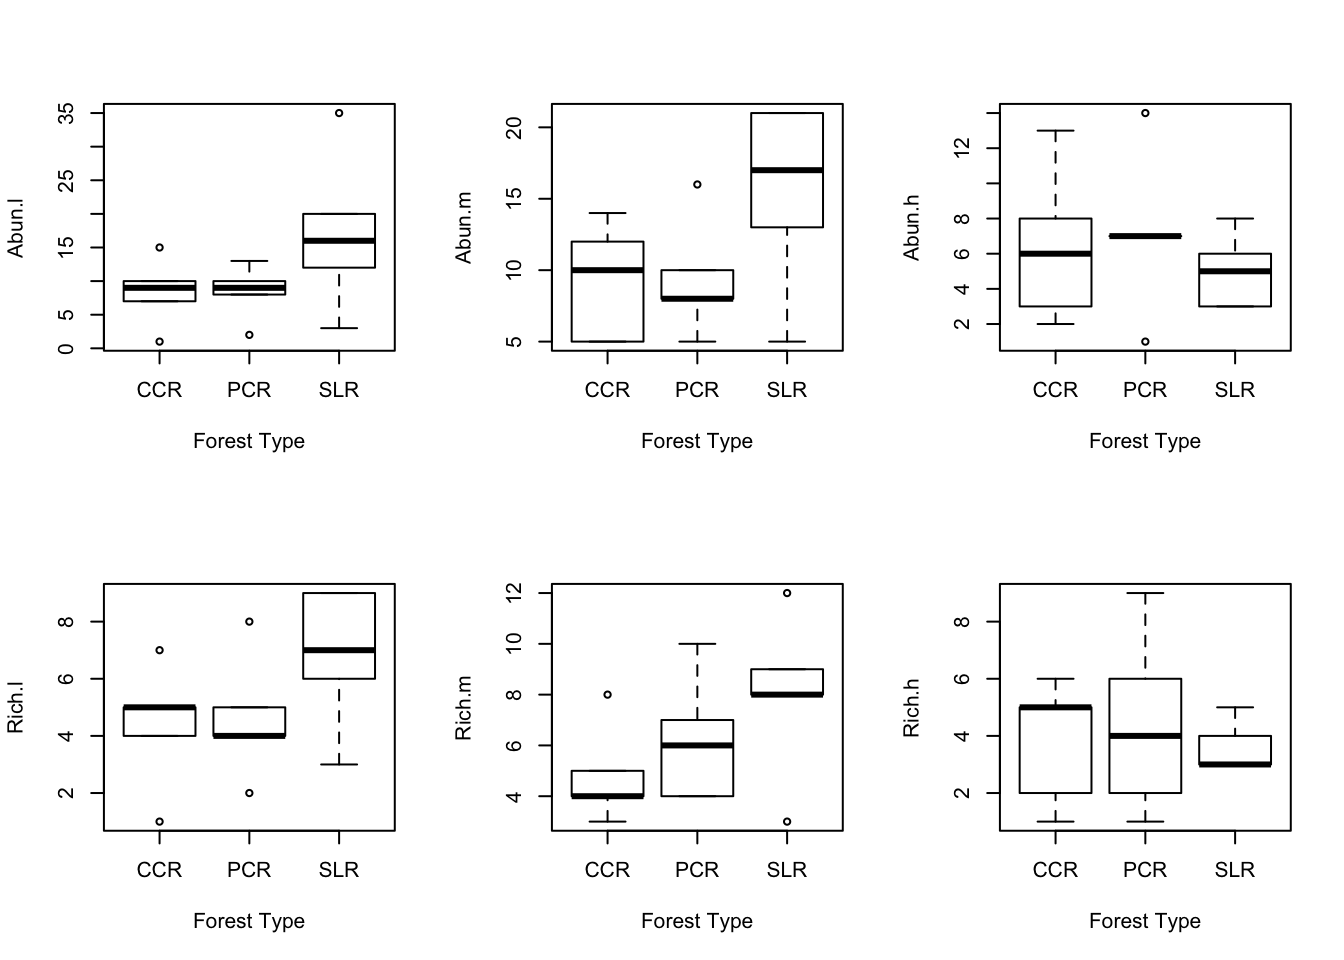 Abun.l
35
25
15
5
0
CCR PCR SLR
Forest Type
Abun.m
20
15
10
5
CCR PCR SLR
Forest Type
Abun.h
12
8
6
4
2
CCR PCR SLR
Forest Type
Rich.l
8
6
4
2
CCR PCR SLR
Forest Type
Rich.m
12
10
8
6
4
CCR PCR SLR
Forest Type
Rich.h
8
6
4
2
CCR PCR SLR
Forest Type